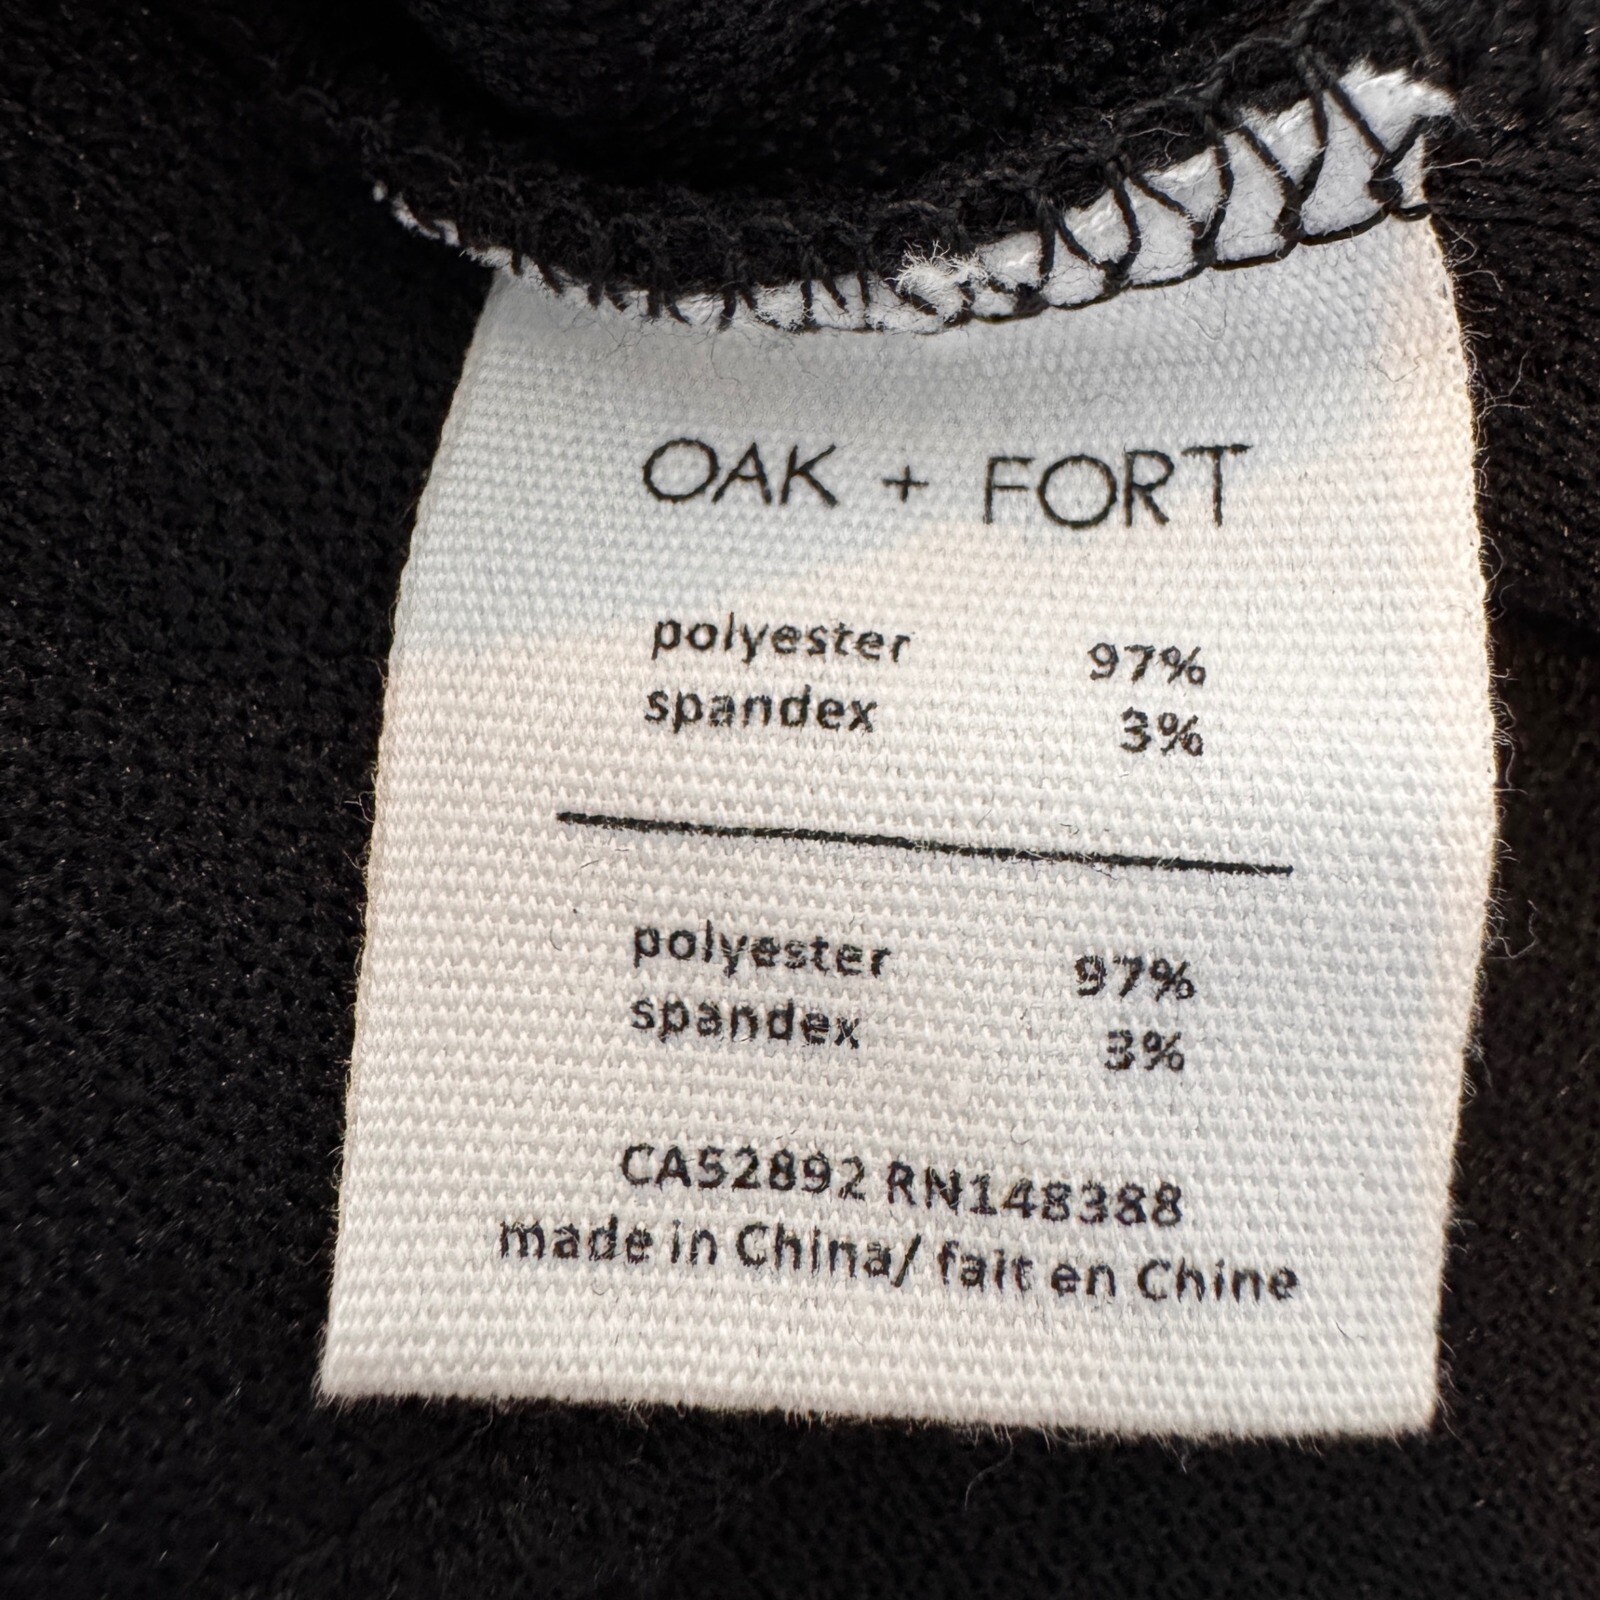 OAK + FORT
polyester 97%
spandex 3%
polyester 97%
spandex 3%
CA52892 RN148388
made in China/ fait en Chine